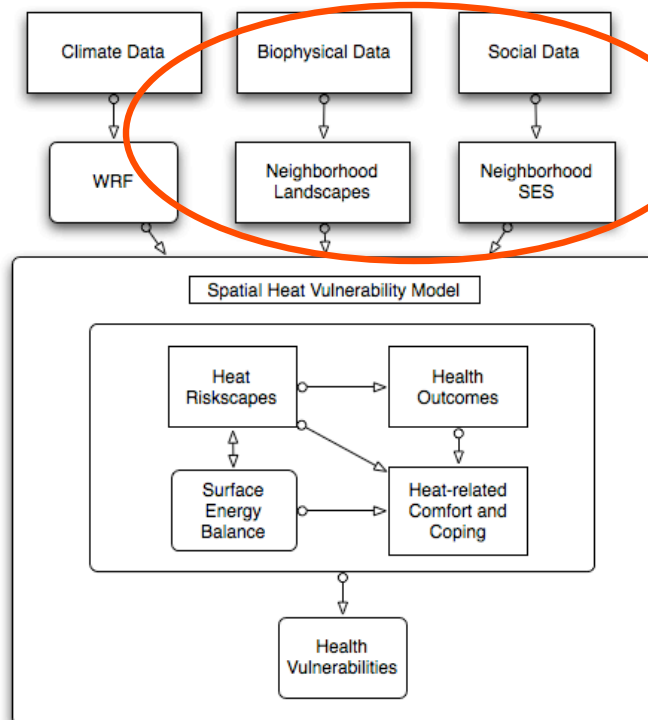 Climate Data
Biophysical Data
Social Data
WRF
Neighborhood
Landscapes
Neighborhood
SES
Spatial Heat Vulnerability Model
Heat
Riskscapes
Health
Outcomes
Surface
Energy
Balance
Heat-related
Comfort and
Coping
Health
Vulnerabilities